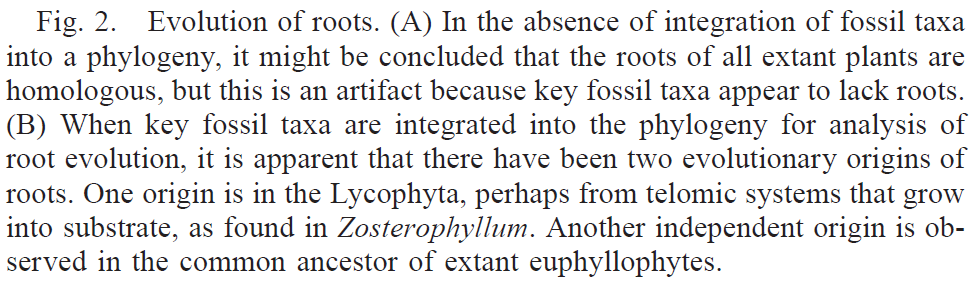 Fig. 2. Evolution of roots. (A) In the absence of integration of fossil taxa
into a phylogeny, it might be concluded that the roots of all extant plants are
homologous, but this is an artifact because key fossil taxa appear to lack roots.
(B) When key fossil taxa are integrated into the phylogeny for analysis of
root evolution, it is apparent that there have been two evolutionary origins of
roots. One origin is in the Lycophyta, perhaps from telomic systems that grow
into substrate, as found in Zosterophyllum. Another independent origin is ob-
served in the common ancestor of extant euphyllophytes.